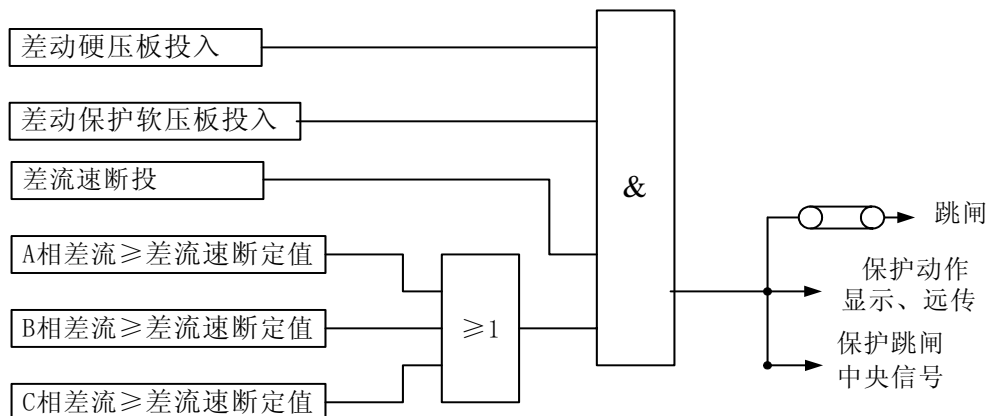 差动硬压板投入
差动保护软压板投入
差流速断投
A相差流≥差流速断定值
B相差流≥差流速断定值
C相差流≥差流速断定值
≥1
&
跳闸
保护动作
显示、远传
保护跳闸
中央信号